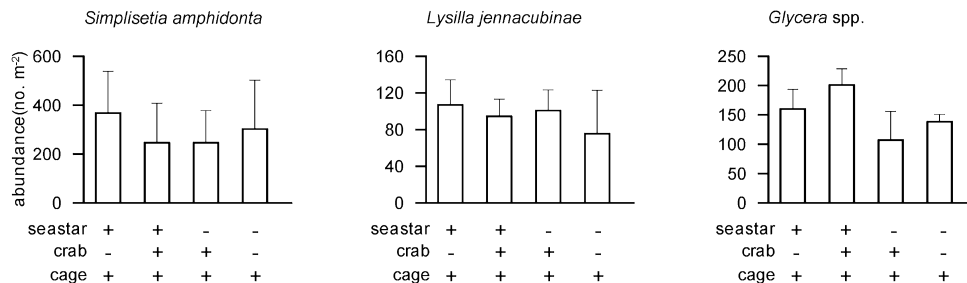 Simplisetia amphidonta
Lysilla jennacubinae
Glycera spp.
abundance(no. m-2)
600
400
200
0
160
120
80
40
0
250
200
150
100
50
0
seastar + + - -
crab - + + -
cage + + + +
seastar + + - -
crab - + + -
cage + + + +
seastar + + - -
crab - + + -
cage + + + +